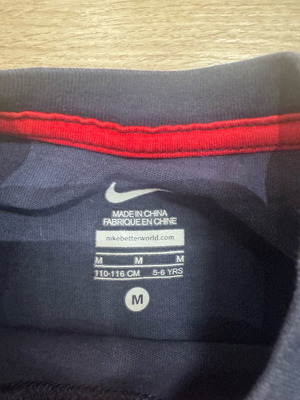 MADE IN CHINA
FABRIQUE EN CHINE
nikebetterworld.com
M M M
110-116 CM 5-6 YRS
M